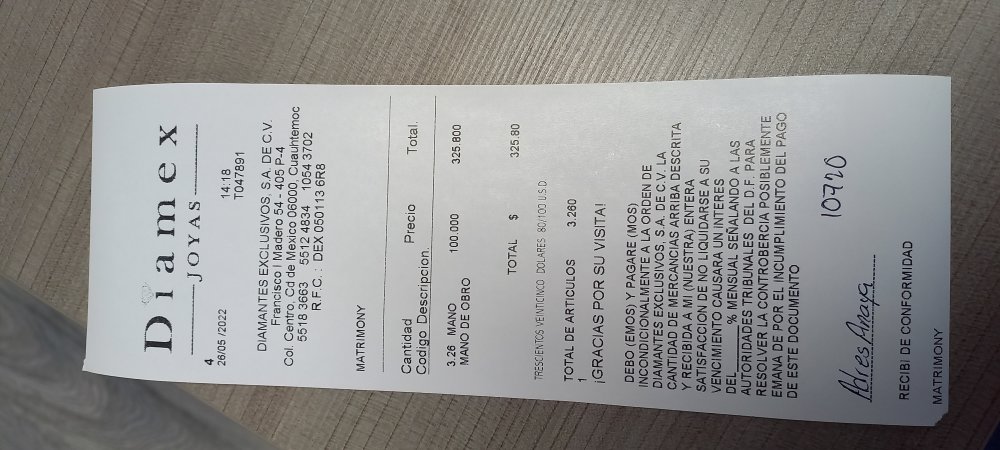 Diamex
JOYAS
4
26/05 /2022 14:18
T047891
DIAMANTES EXCLUSIVOS, S.A. DE C.V.
Francisco I Madero 54 - 405 P-4
Col. Centro, Cd de Mexico 06000, Cuauhtemoc
5518 3663 5512 4834 1054 3702
R.F.C. : DEX 050113 6R8
MATRIMONY
Cantidad Precio Total.
Codigo Descripcion.
3.26 MANO 100.000 325.800
MANO DE OBRO
TOTAL $ 325.80
TRESCIENTOS VEINTICINCO DOLARES 80/100 U.S.D
TOTAL DE ARTICULOS 3.260
1
¡GRACIAS POR SU VISITA!
DEBO (EMOS) Y PAGARE (MOS)
INCONDICIONALMENTE A LA ORDEN DE
DIAMANTES EXCLUSIVOS, S.A. DE C.V. LA
CANTIDAD DE MERCANCIAS ARRIBA DESCRITA
Y RECIBIDA A MI (NUESTRA) ENTERA
SATISFACCION DE NO LIQUIDARSE A SU
VENCIMIENTO CAUSARA UN INTERES
DEL______% MENSUAL SEÑALANDO A LAS
AUTORIDADES TRIBUNALES DEL D.F. PARA
RESOLVER LA CONTROBERCIA POSIBLEMENTE
EMANA DE POR EL INCUMPLIMIENTO DEL PAGO
DE ESTE DOCUMENTO
10720
Adres Anaya
RECIBI DE CONFORMIDAD
MATRIMONY